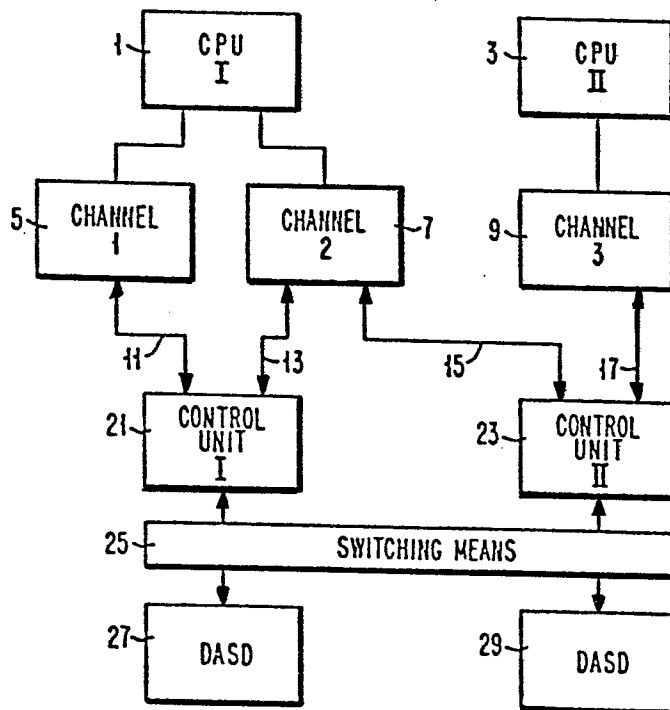 1
CPU
I
3
CPU
II
5
CHANNEL
1
CHANNEL
2
7
9
CHANNEL
3
11
13
15
17
21
CONTROL
UNIT
I
23
CONTROL
UNIT
II
25
SWITCHING MEANS
27
DASD
29
DASD